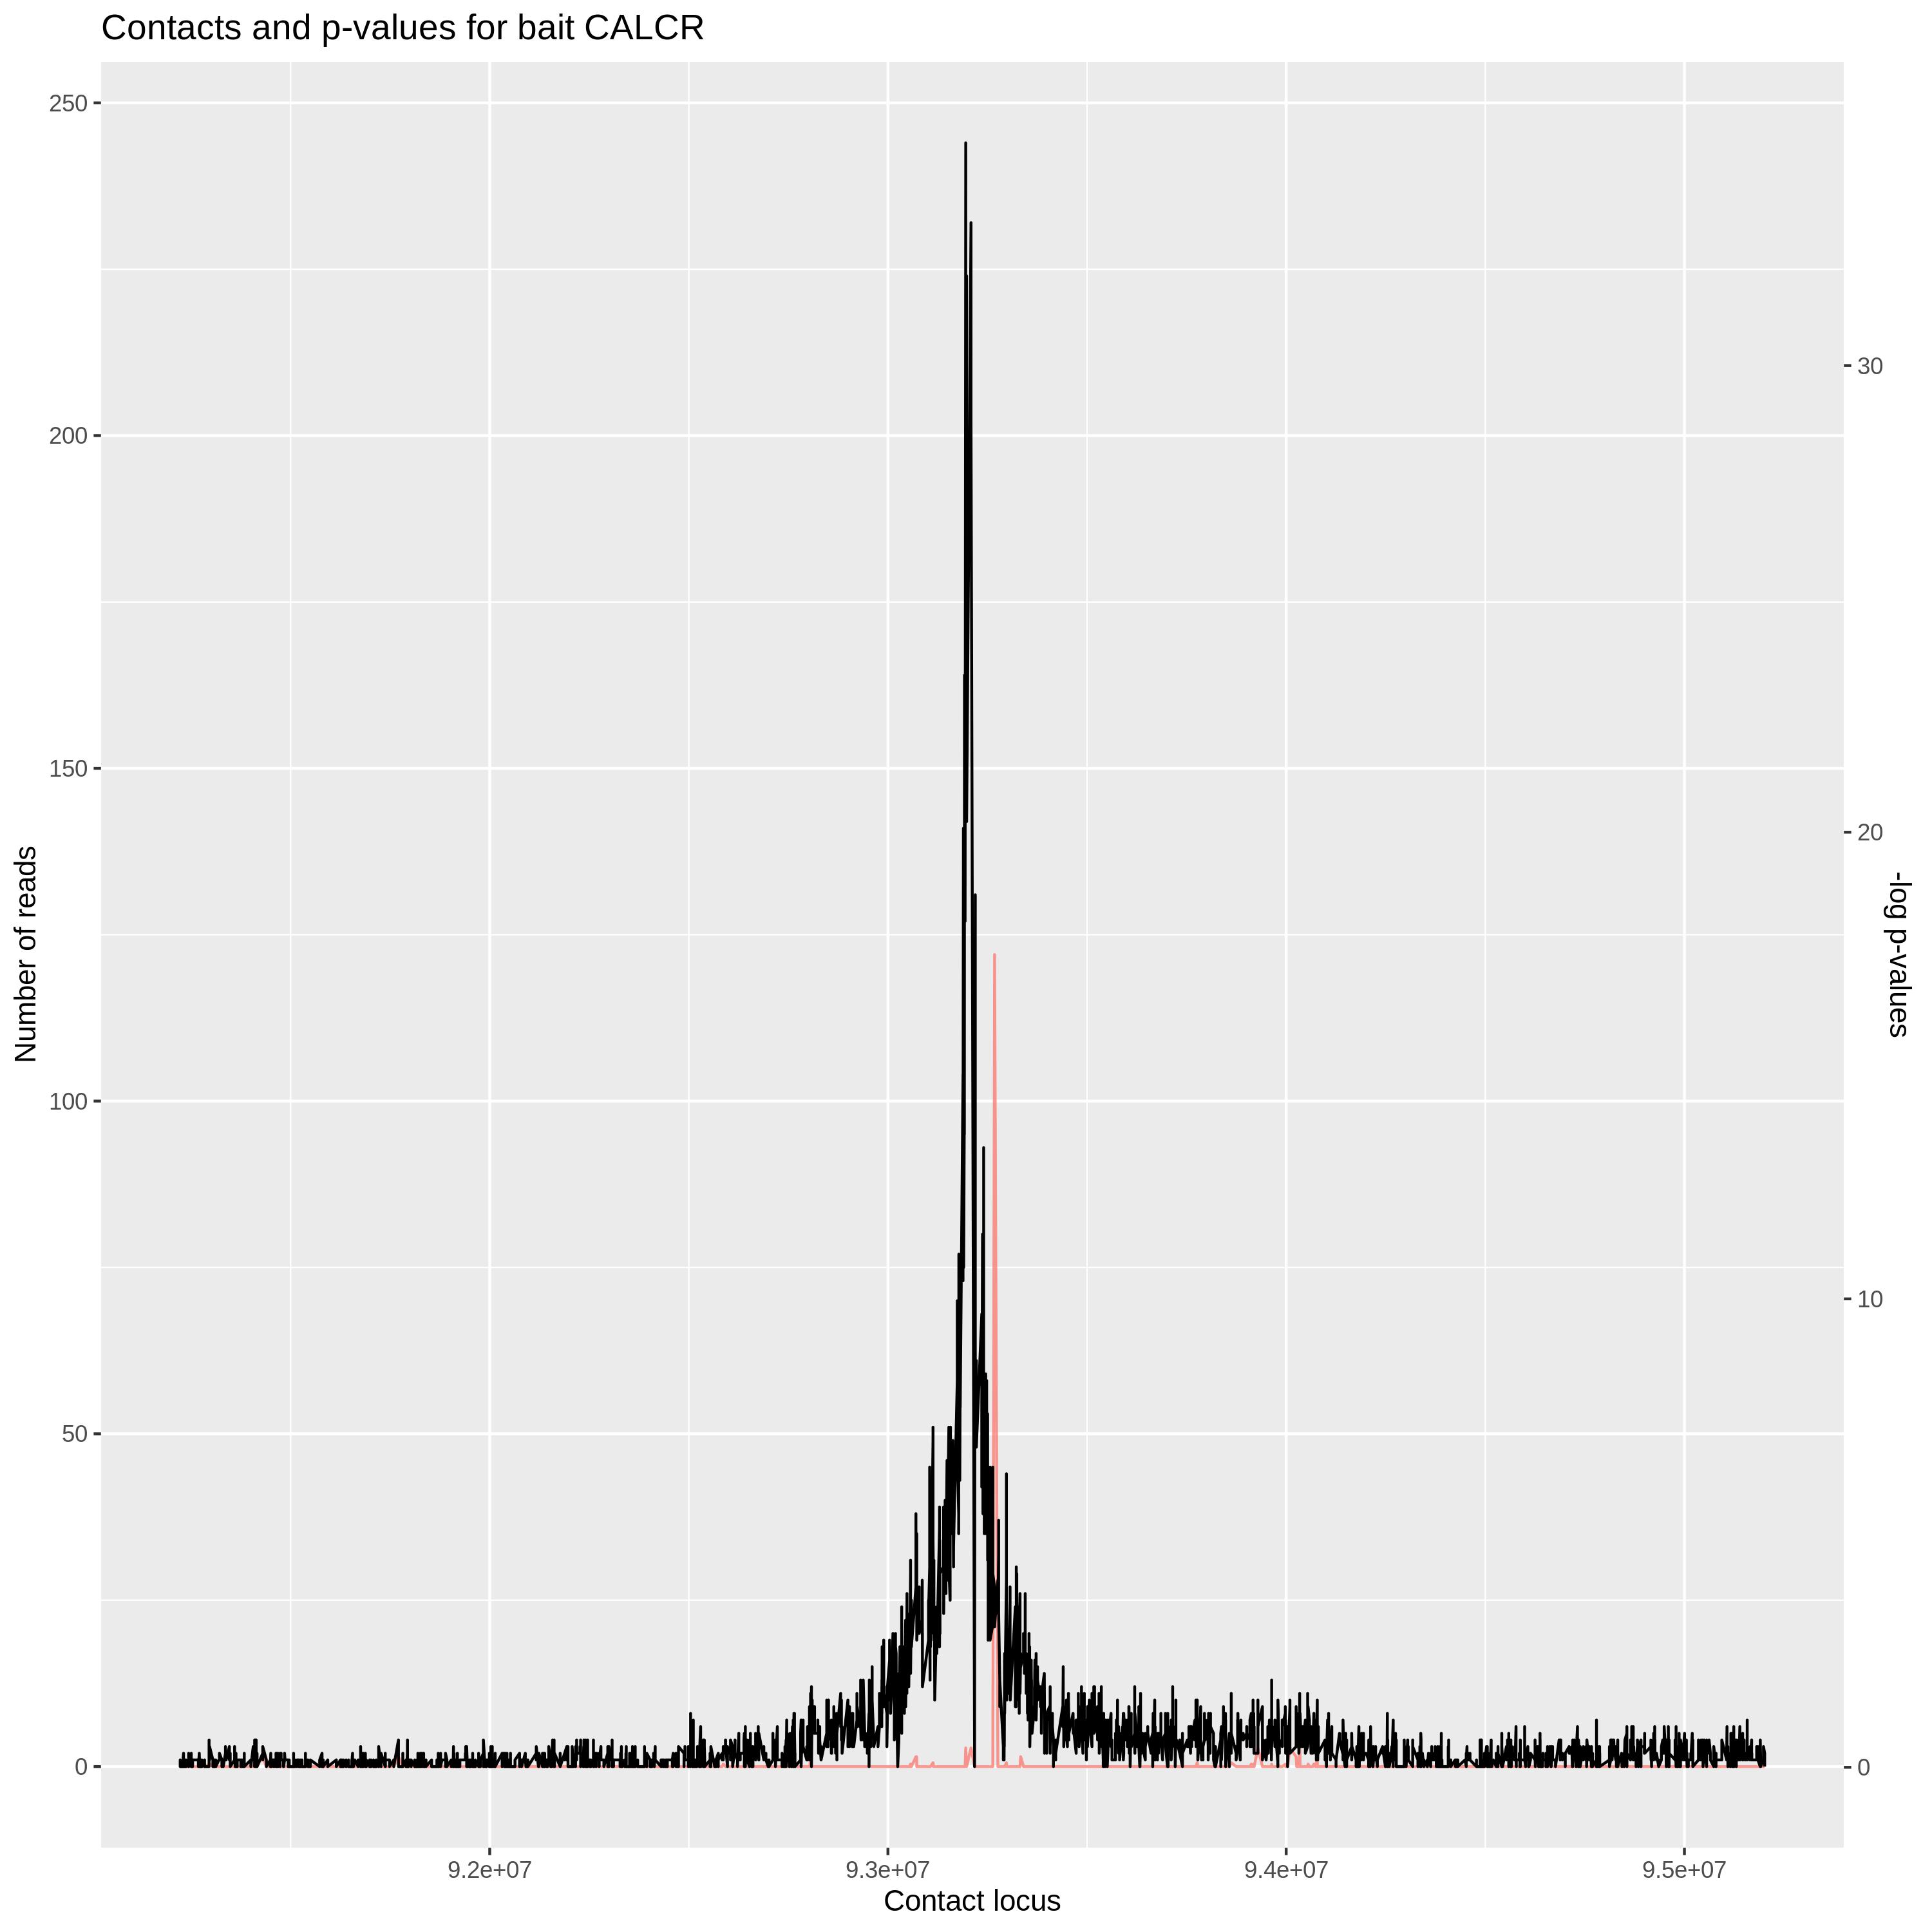 Contacts and p-values for bait CALCR
250
200
150
100
50
0
Number of reads
30
20
10
0
-log p-values
9.2e+07
9.3e+07
9.4e+07
9.5e+07
Contact locus